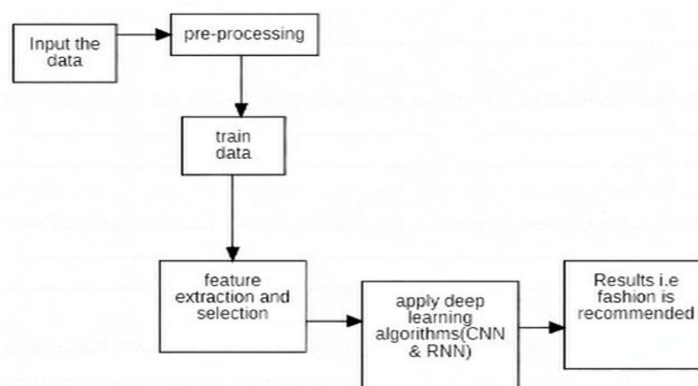 Input the
data
pre-processing
train
data
feature
extraction and
selection
apply deep
learning
algorithms(CNN
& RNN)
Results i.e
fashion is
recommended